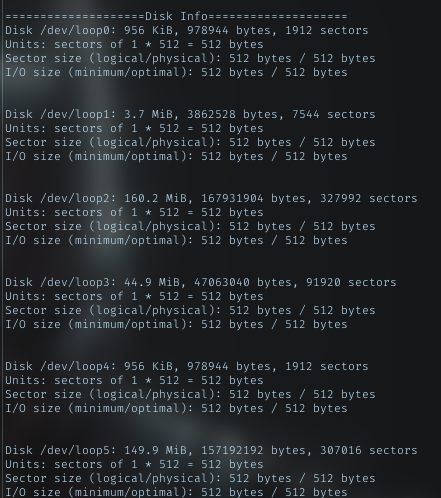 ====================Disk Info====================
Disk /dev/loop0: 956 KiB, 978944 bytes, 1912 sectors
Units: sectors of 1 * 512 = 512 bytes
Sector size (logical/physical): 512 bytes / 512 bytes
I/O size (minimum/optimal): 512 bytes / 512 bytes
Disk /dev/loop1: 3.7 MiB, 3862528 bytes, 7544 sectors
Units: sectors of 1 * 512 = 512 bytes
Sector size (logical/physical): 512 bytes / 512 bytes
I/O size (minimum/optimal): 512 bytes / 512 bytes
Disk /dev/loop2: 160.2 MiB, 167931904 bytes, 327992 sectors
Units: sectors of 1 * 512 = 512 bytes
Sector size (logical/physical): 512 bytes / 512 bytes
I/O size (minimum/optimal): 512 bytes / 512 bytes
Disk /dev/loop3: 44.9 MiB, 47063040 bytes, 91920 sectors
Units: sectors of 1 * 512 = 512 bytes
Sector size (logical/physical): 512 bytes / 512 bytes
I/O size (minimum/optimal): 512 bytes / 512 bytes
Disk /dev/loop4: 956 KiB, 978944 bytes, 1912 sectors
Units: sectors of 1 * 512 = 512 bytes
Sector size (logical/physical): 512 bytes / 512 bytes
I/O size (minimum/optimal): 512 bytes / 512 bytes
Disk /dev/loop5: 149.9 MiB, 157192192 bytes, 307016 sectors
Units: sectors of 1 * 512 = 512 bytes
Sector size (logical/physical): 512 bytes / 512 bytes
I/O size (minimum/optimal): 512 bytes / 512 bytes